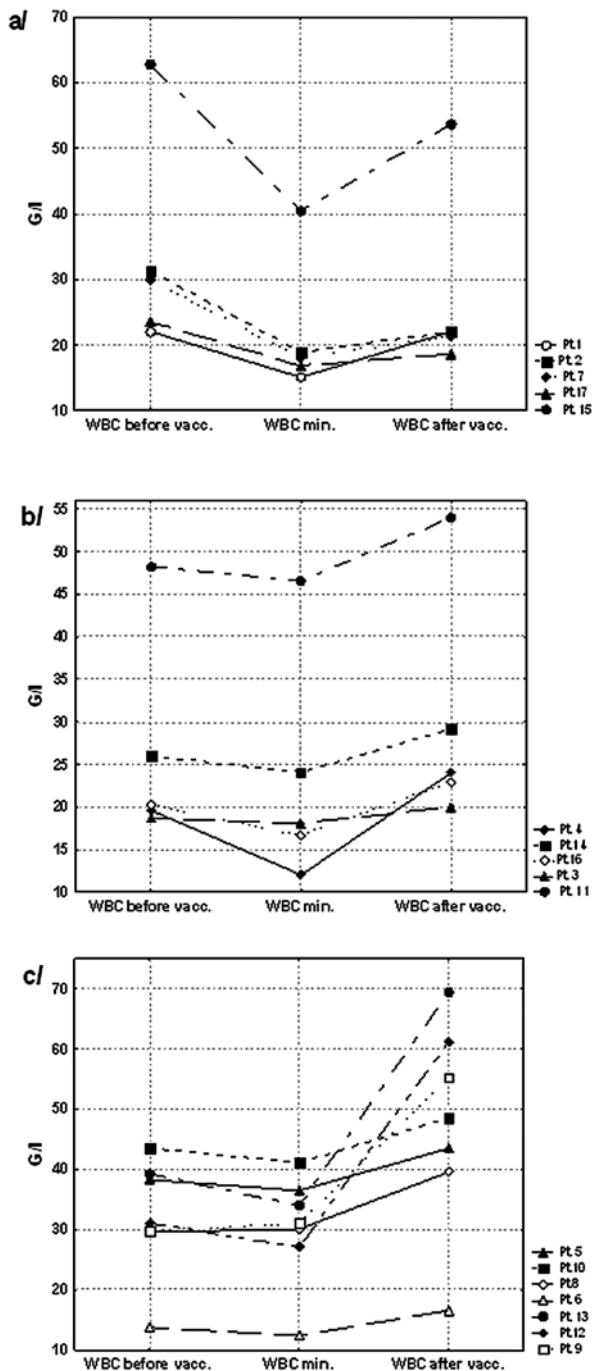 a/
70
60
50
G/l
40
30
20
10
WBC before vacc. WBC min. WBC after vacc.
Pt.1
Pt. 2
Pt. 7
Pt. 17
Pt. 15
b/
55
50
45
40
35
G/l
30
25
20
15
10
WBC before vacc. WBC min. WBC after vacc.
Pt. 4
Pt. 14
Pt. 16
Pt. 3
Pt. 11
c/
70
60
50
G/l
40
30
20
10
WBC before vacc. WBC min. WBC after vacc.
Pt. 5
Pt. 10
Pt. 8
Pt. 6
Pt. 13
Pt. 12
Pt. 9